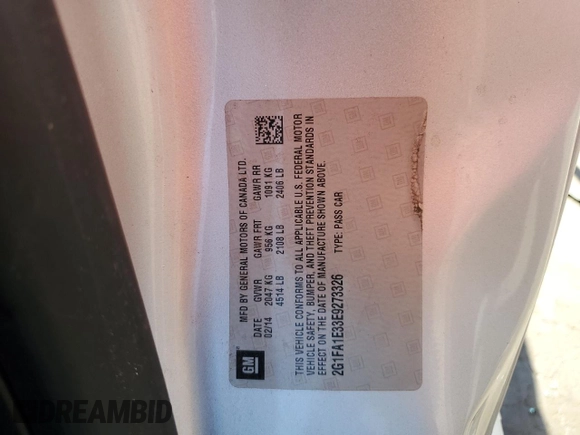 MFD BY GENERAL MOTORS OF CANADA LTD.
DATE GVWR GAWR FRT GAWR RR
02/14 2047 KG 956 KG 1091 KG
4514 LB 2108 LB 2406 LB
THIS VEHICLE CONFORMS TO ALL APPLICABLE U.S. FEDERAL MOTOR
VEHICLE SAFETY, BUMPER, AND THEFT PREVENTION STANDARDS IN
EFFECT ON THE DATE OF MANUFACTURE SHOWN ABOVE.
2G1FA1E33E9273326 TYPE: PASS CAR
GM
DREAMBID